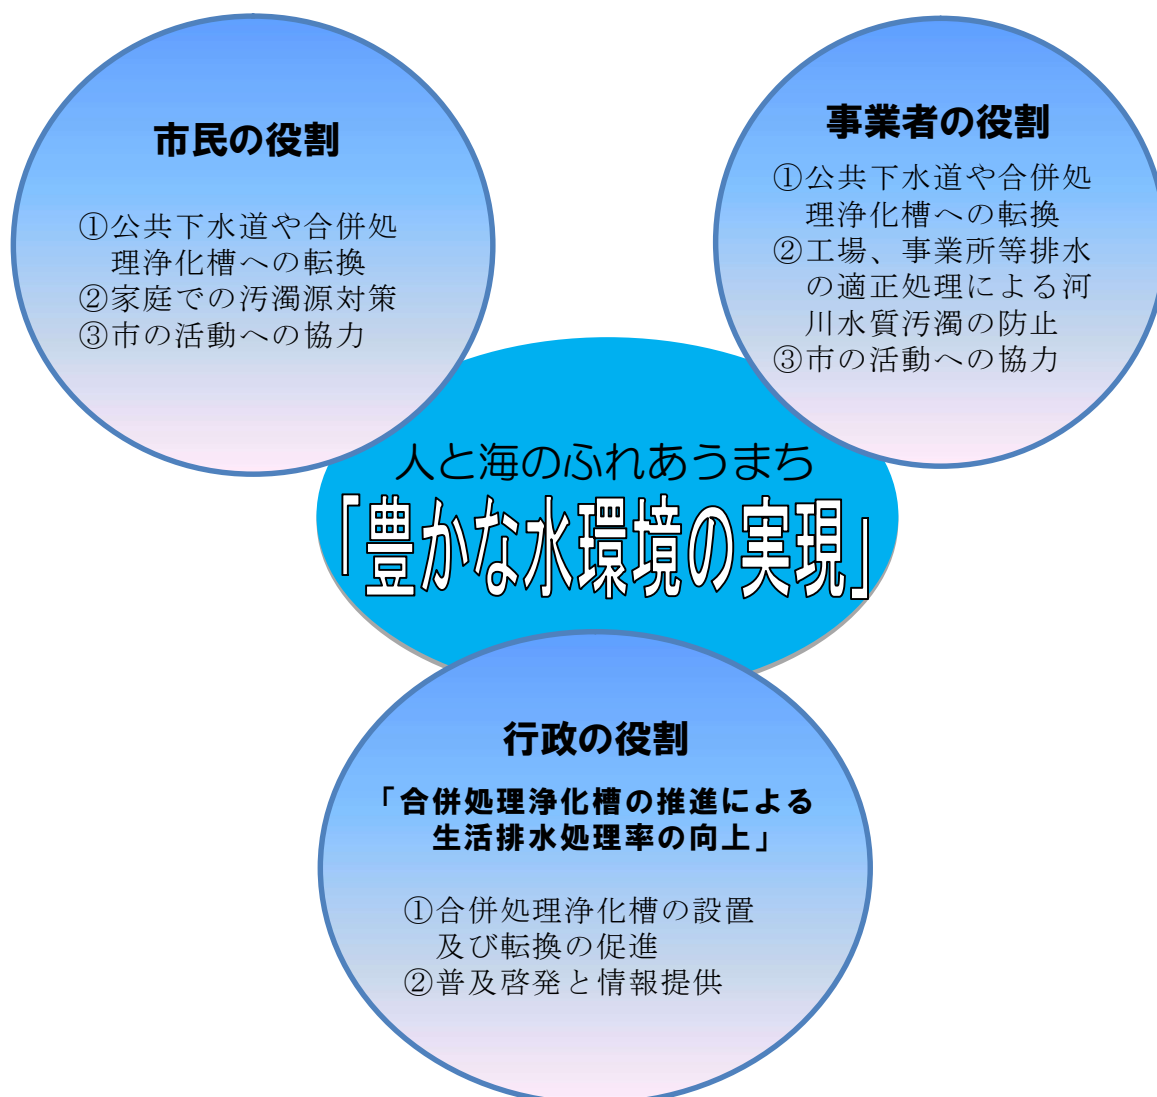 市民の役割
①公共下水道や合併処
理浄化槽への転換
②家庭での汚濁源対策
③市の活動への協力
事業者の役割
①公共下水道や合併処
理浄化槽への転換
②工場、事業所等排水
の適正処理による河
川水質汚濁の防止
③市の活動への協力
人と海のふれあうまち
「豊かな水環境の実現」
行政の役割
「合併処理浄化槽の推進による
生活排水処理率の向上」
①合併処理浄化槽の設置
及び転換の促進
②普及啓発と情報提供